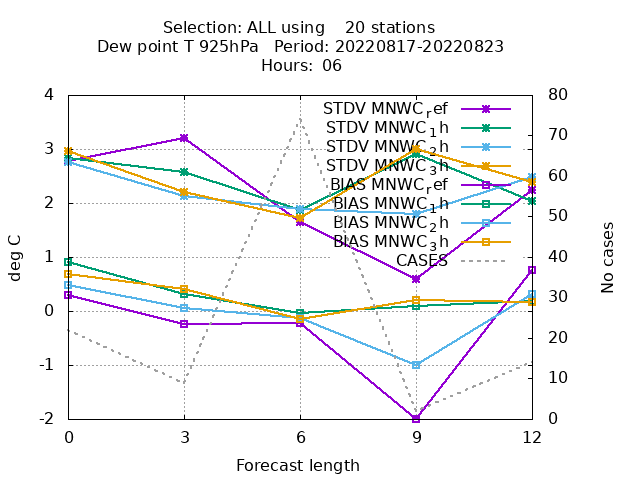 Selection: ALL using    20 stations
Dew point T 925hPa   Period: 20220817-20220823
Hours: 06
4
3
2
1
0
-1
-2
deg C
80
70
60
50
40
30
20
10
0
No cases
STDV MNWC_ref
STDV MNWC_1h
STDV MNWC_2h
STDV MNWC_3h
BIAS MNWC_ref
BIAS MNWC_1h
BIAS MNWC_2h
BIAS MNWC_3h
CASES
0 3 6 9 12
Forecast length